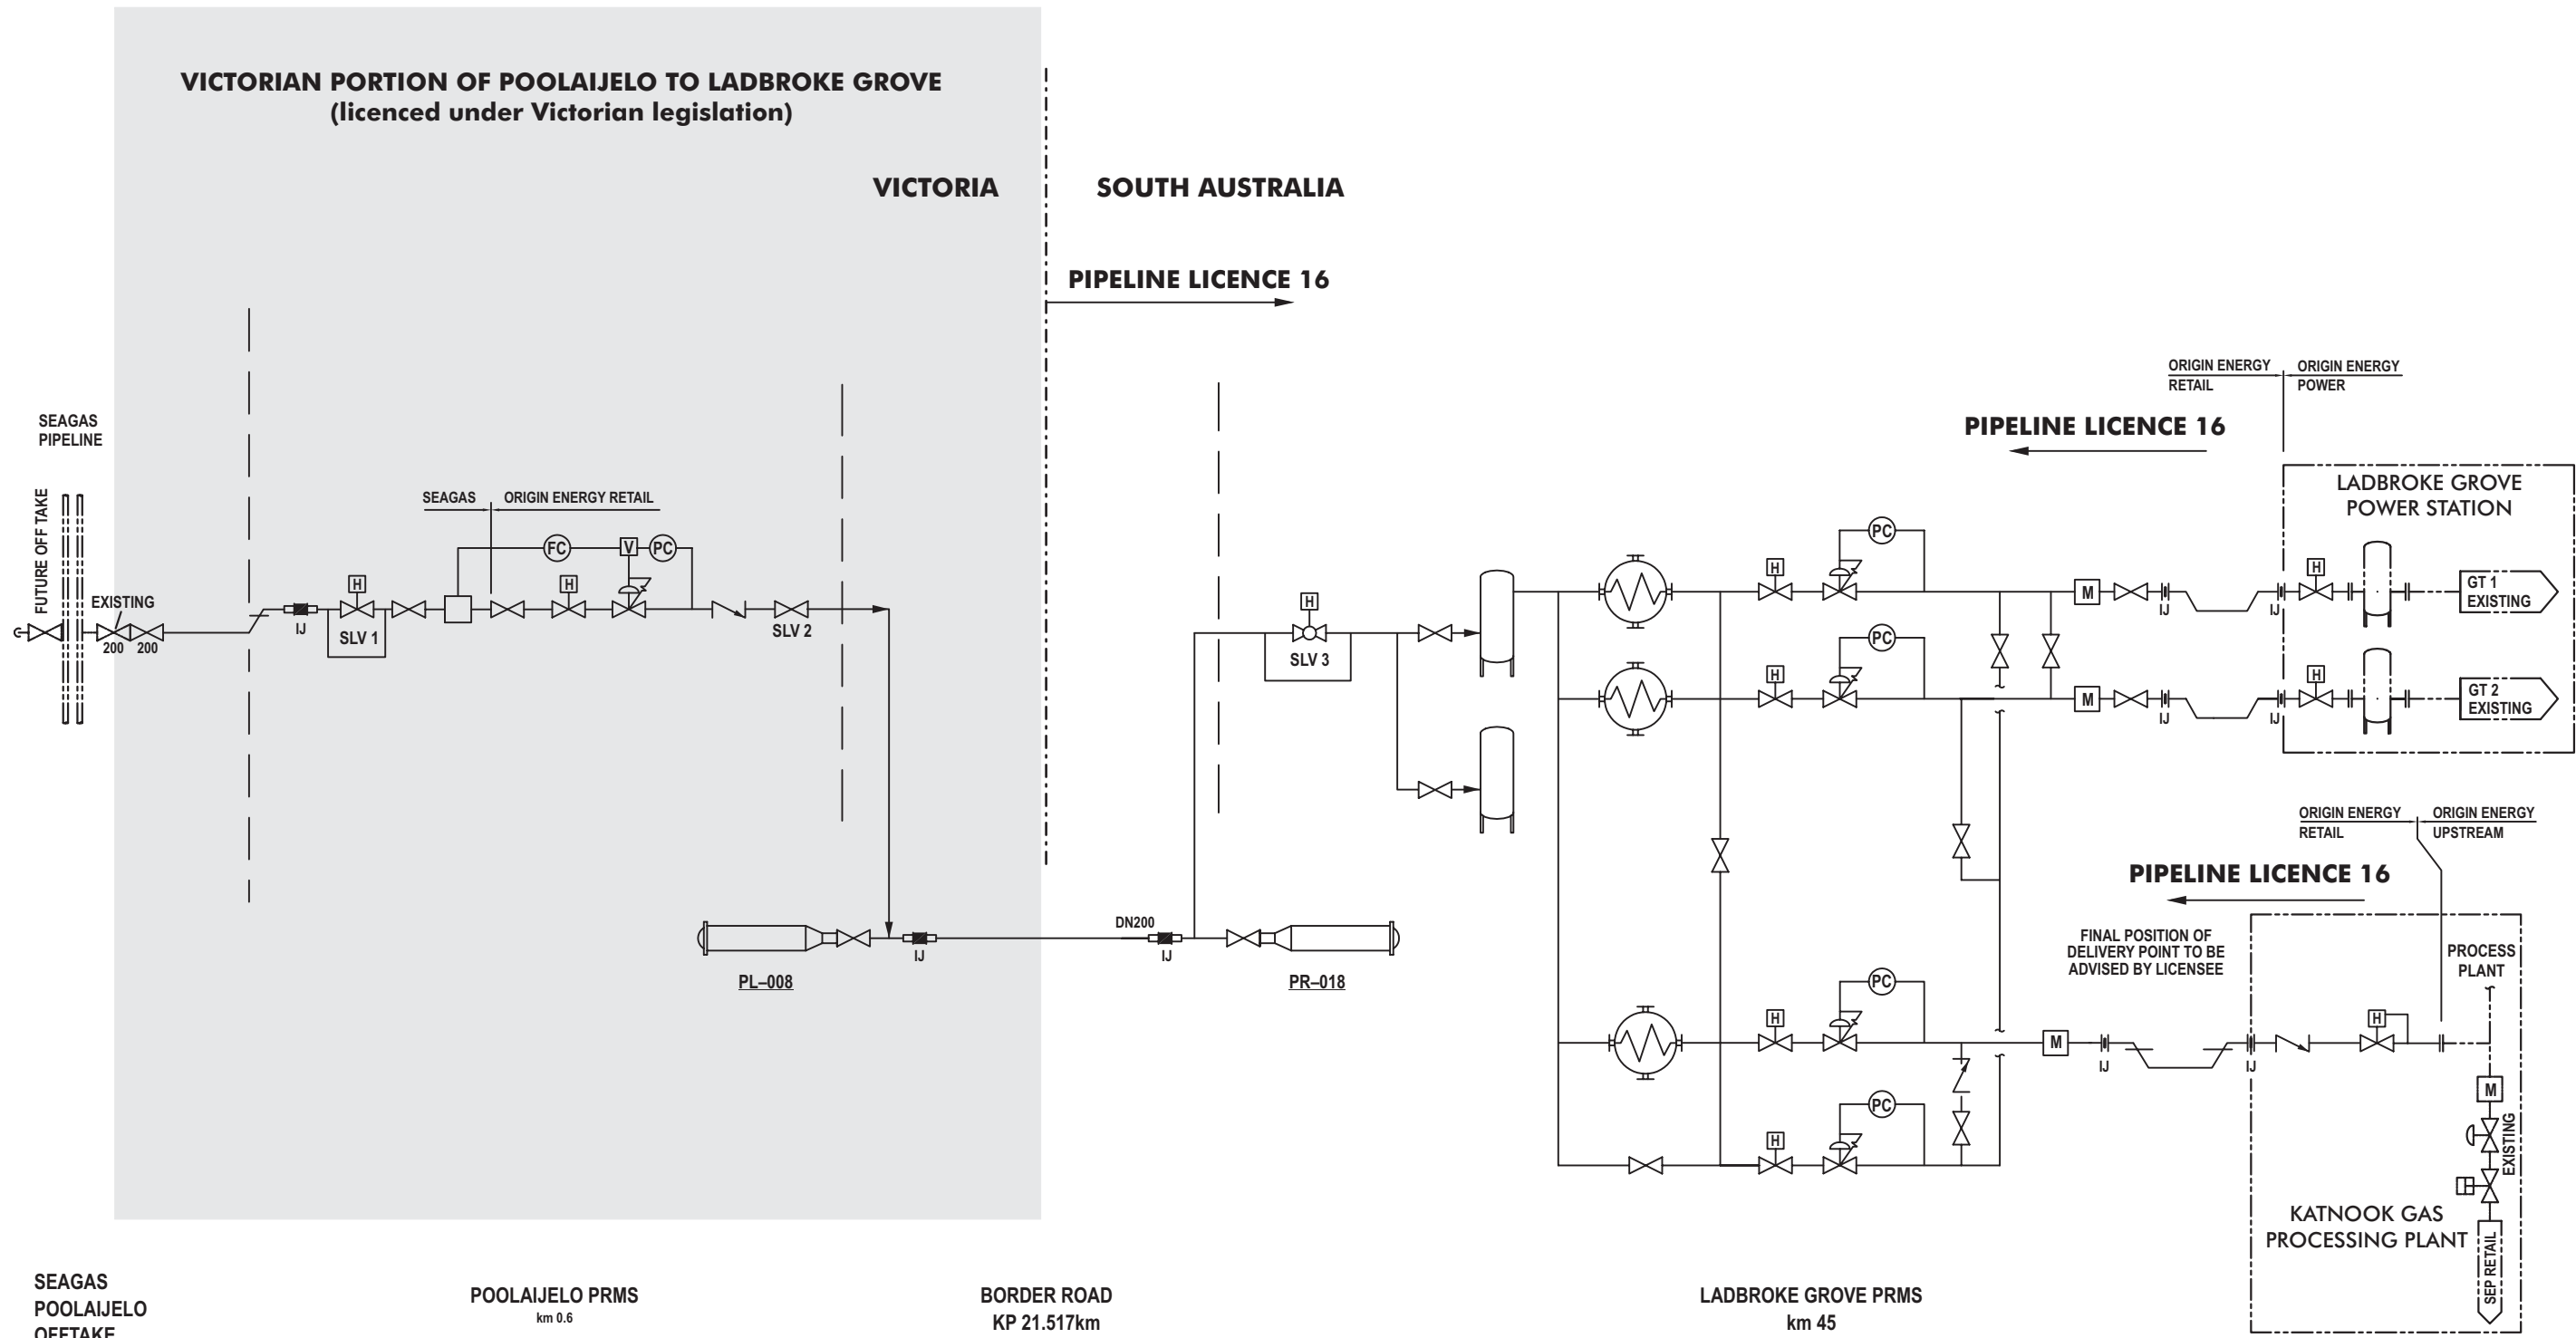 VICTORIAN PORTION OF POOLAIJELO TO LADBROKE GROVE
(licenced under Victorian legislation)
VICTORIA
SOUTH AUSTRALIA
PIPELINE LICENCE 16
ORIGIN ENERGY
RETAIL
ORIGIN ENERGY
POWER
PIPELINE LICENCE 16
SEAGAS
PIPELINE
FUTURE OFF TAKE
EXISTING
200
200
IJ
H
SLV 1
SEAGAS
ORIGIN ENERGY RETAIL
FC
V
PC
H
SLV 2
H
SLV 3
PC
H
M
IJ
IJ
H
LADBROKE GROVE
POWER STATION
GT 1
EXISTING
PC
H
M
IJ
IJ
H
GT 2
EXISTING
ORIGIN ENERGY
RETAIL
ORIGIN ENERGY
UPSTREAM
PIPELINE LICENCE 16
PL–008
IJ
DN200
IJ
PR–018
FINAL POSITION OF
DELIVERY POINT TO BE
ADVISED BY LICENSEE
PROCESS
PLANT
PC
H
M
IJ
IJ
H
M
EXISTING
PC
H
KATNOOK GAS
PROCESSING PLANT
SEP RETAIL
SEAGAS
POOLAIJELO
OFFTAKE
POOLAIJELO PRMS
km 0.6
BORDER ROAD
KP 21.517km
LADBROKE GROVE PRMS
km 45